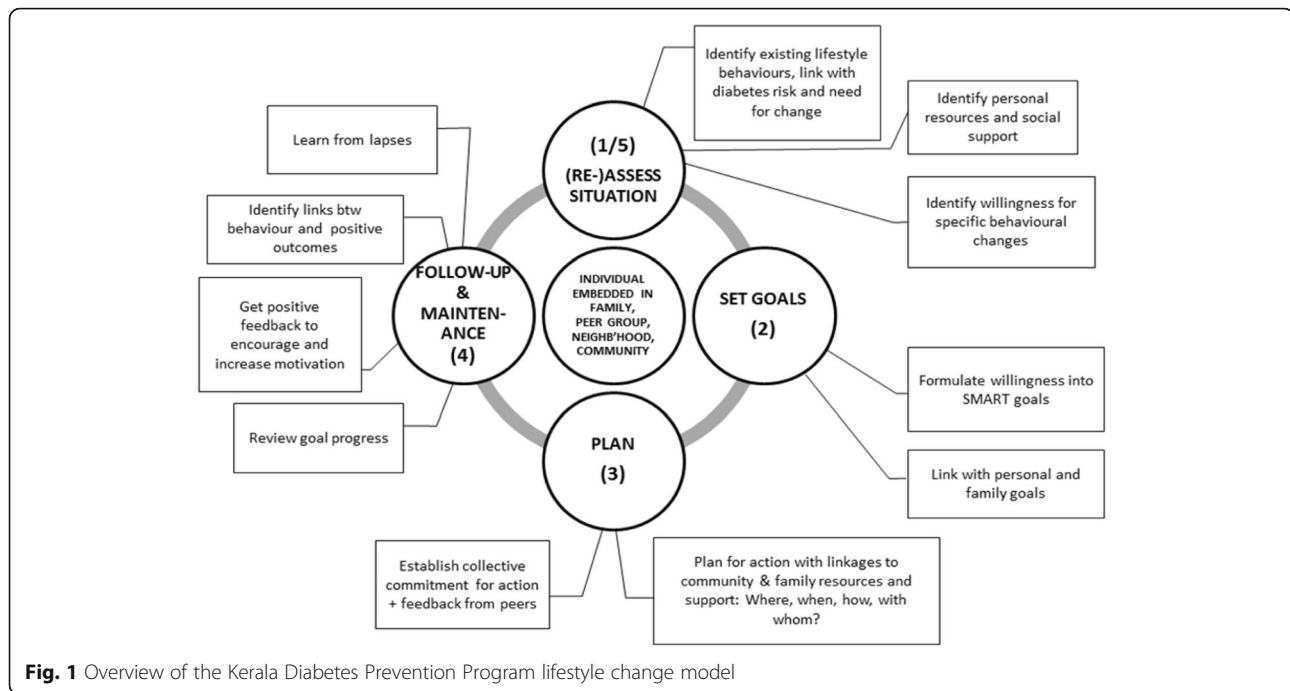 Identify existing lifestyle
behaviours, link with
diabetes risk and need
for change
Identify personal
resources and social
support
Identify willingness for
specific behavioural
changes
(1/5)
(RE-)ASSESS
SITUATION
Learn from lapses
Identify links btw
behaviour and positive
outcomes
Get positive
feedback to
encourage and
increase motivation
Review goal progress
FOLLOW-UP
&
MAINTEN-
ANCE
(4)
INDIVIDUAL
EMBEDDED IN
FAMILY,
PEER GROUP,
NEIGHB'HOOD,
COMMUNITY
SET GOALS
(2)
Formulate willingness into
SMART goals
Link with personal and
family goals
PLAN
(3)
Establish collective
commitment for action
+ feedback from peers
Plan for action with linkages to
community & family resources and
support: Where, when, how, with
whom?
Fig. 1 Overview of the Kerala Diabetes Prevention Program lifestyle change model